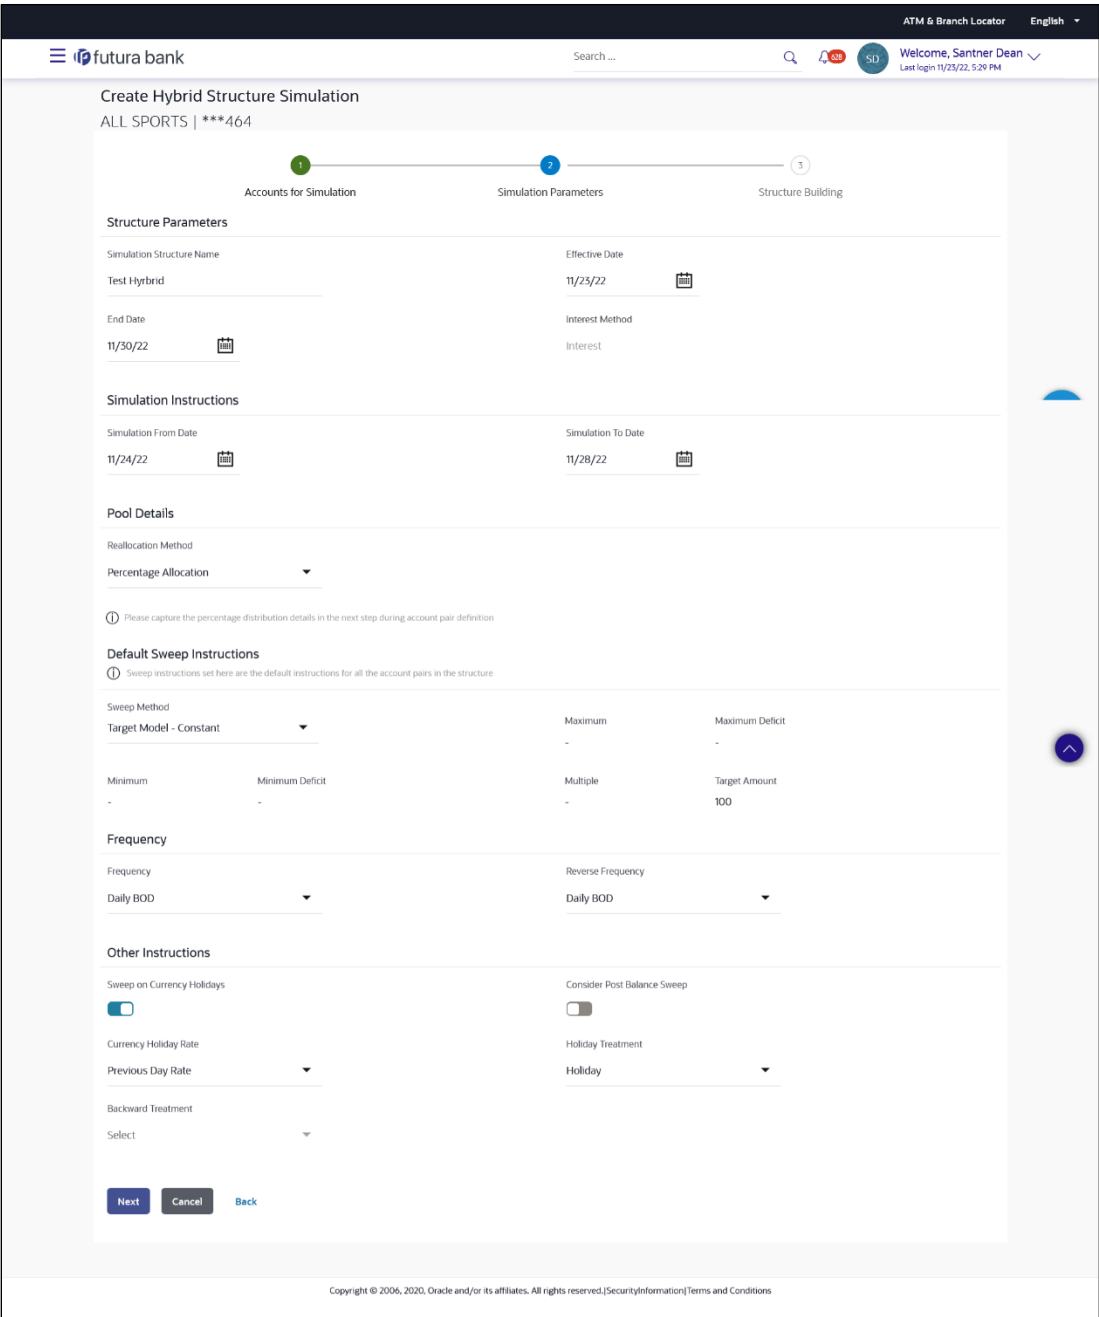 ATM & Branch Locator English
futura bank Search ... 628 SD Welcome, Santner Dean
Last login 11/23/22, 5:29 PM
Create Hybrid Structure Simulation
ALL SPORTS | ***464
1 2 3
Accounts for Simulation Simulation Parameters Structure Building
Structure Parameters
Simulation Structure Name Effective Date
Test Hyrbrid 11/23/22
End Date Interest Method
11/30/22 Interest
Simulation Instructions
Simulation From Date Simulation To Date
11/24/22 11/28/22
Pool Details
Reallocation Method
Percentage Allocation
Please capture the percentage distribution details in the next step during account pair definition
Default Sweep Instructions
Sweep instructions set here are the default instructions for all the account pairs in the structure
Sweep Method
Target Model - Constant
Maximum Maximum Deficit
- -
Minimum Minimum Deficit Multiple Target Amount
- - - 100
Frequency
Frequency Reverse Frequency
Daily BOD Daily BOD
Other Instructions
Sweep on Currency Holidays Consider Post Balance Sweep
Currency Holiday Rate Holiday Treatment
Previous Day Rate Holiday
Backward Treatment
Select
Next Cancel Back
Copyright © 2006, 2020, Oracle and/or its affiliates. All rights reserved.|SecurityInformation|Terms and Conditions